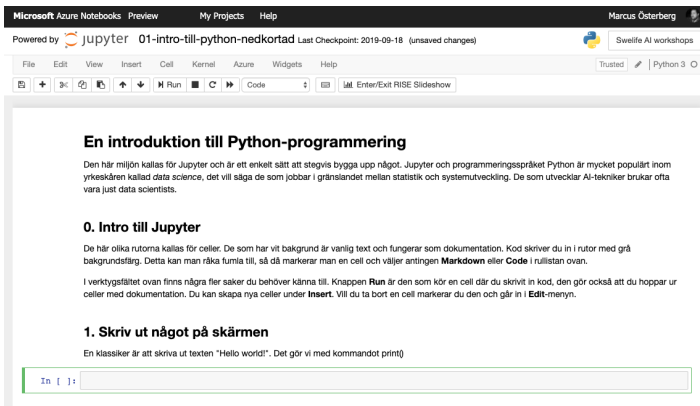 Microsoft Azure Notebooks Preview My Projects Help Marcus Österberg
Powered by jupyter 01-intro-till-python-nedkortad Last Checkpoint: 2019-09-18 (unsaved changes) Swelife AI workshops
File Edit View Insert Cell Kernel Azure Widgets Help Trusted Python 3
Run Code Enter/Exit RISE Slideshow
En introduktion till Python-programmering
Den här miljön kallas för Jupyter och är ett enkelt sätt att stegvis bygga upp något. Jupyter och programmeringsspråket Python är mycket populärt inom
yrkeskåren kallad data science, det vill säga de som jobbar i gränslandet mellan statistik och systemutveckling. De som utvecklar AI-tekniker brukar ofta
vara just data scientists.
0. Intro till Jupyter
De här olika rutorna kallas för celler. De som har vit bakgrund är vanlig text och fungerar som dokumentation. Kod skriver du in i rutor med grå
bakgrundsfärg. Detta kan man råka fumla till, så då markerar man en cell och väljer antingen Markdown eller Code i rullistan ovan.
I verktygsfältet ovan finns några fler saker du behöver känna till. Knappen Run är den som kör en cell där du skrivit in kod, den gör också att du hoppar ur
celler med dokumentation. Du kan skapa nya celler under Insert. Vill du ta bort en cell markerar du den och går in i Edit-menyn.
1. Skriv ut något på skärmen
En klassiker är att skriva ut texten "Hello world!". Det gör vi med kommandot print()
In [ ]: